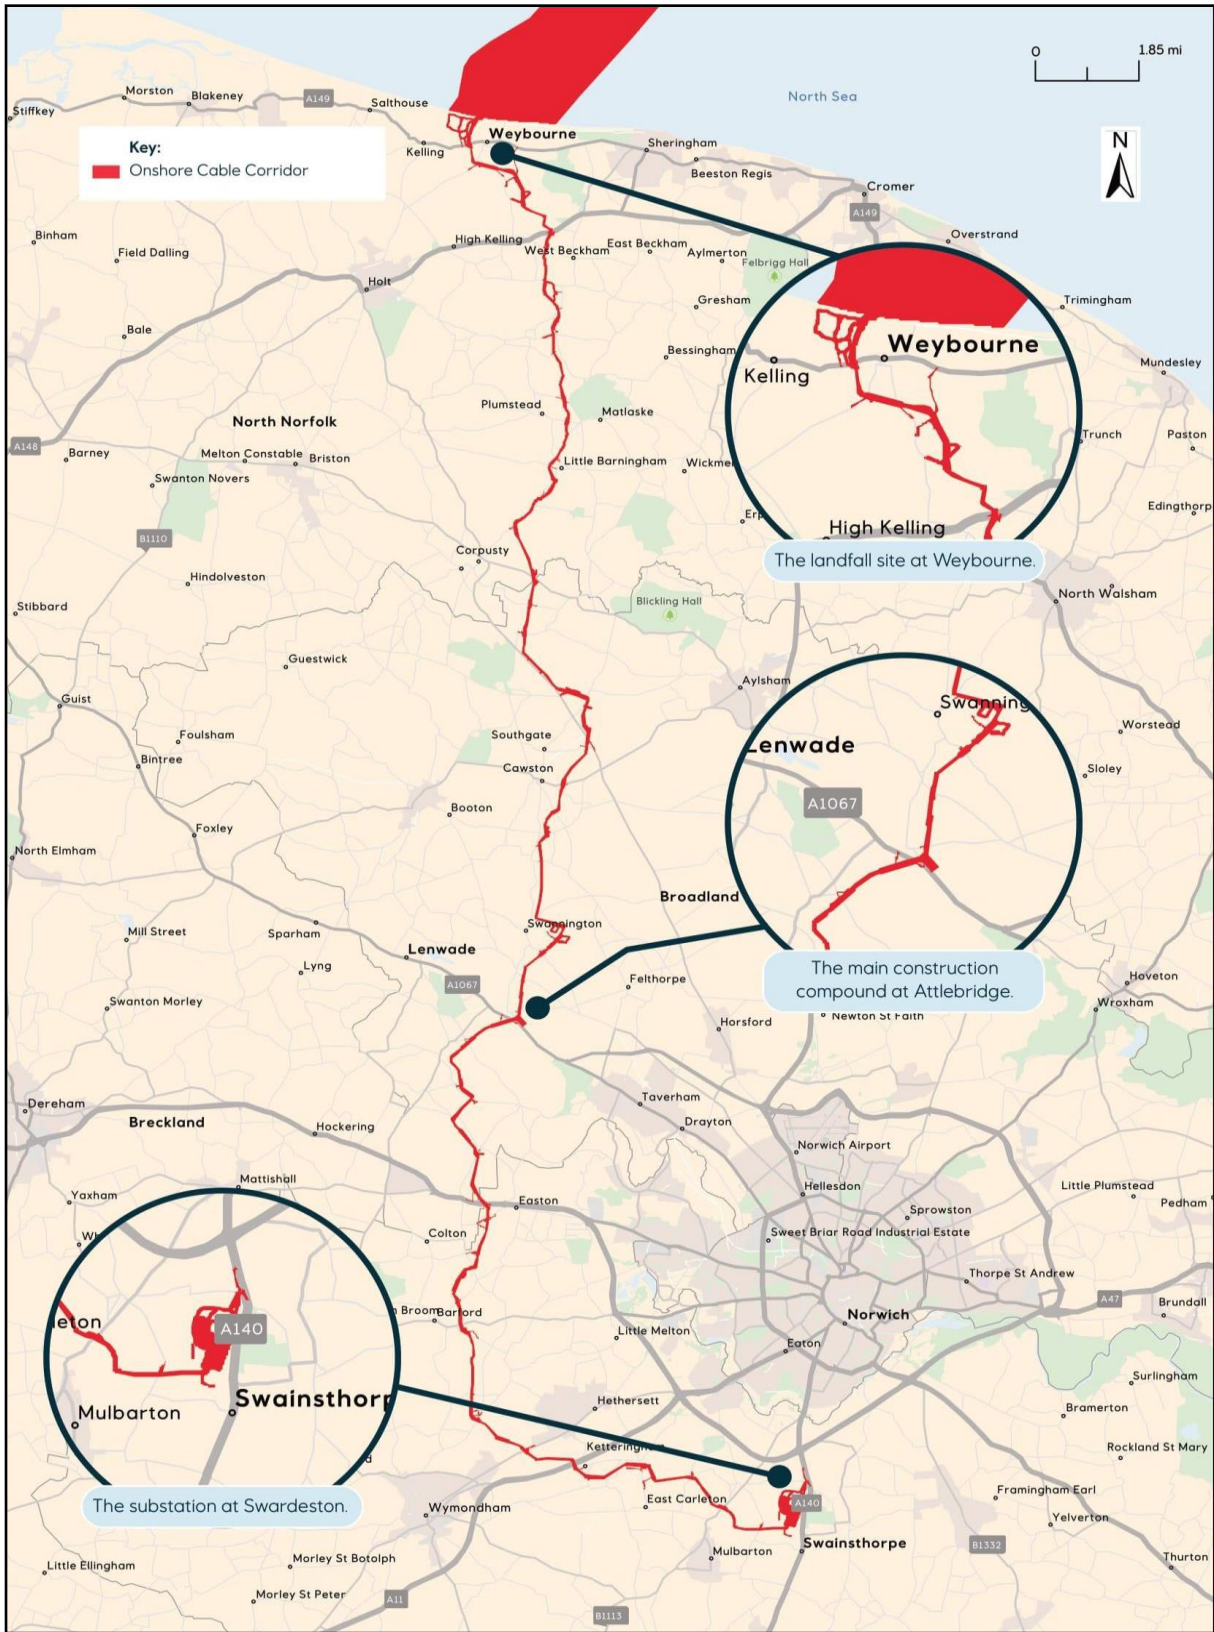 0
1.85 mi
North Sea
N
Key:
Onshore Cable Corridor
Stiffkey
Morston
Blakeney
A149
Salthouse
Kelling
Weybourne
Sheringham
Beeston Regis
Cromer
A149
Overstrand
Binham
Field Dalling
High Kelling
West Beckham
East Beckham
Aylmerton
Felbrigg Hall
Holt
Gresham
Trimingham
Bale
Bessingham
Mundesley
Weybourne
Kelling
High Kelling
The landfall site at Weybourne.
Plumstead
Matlaske
North Norfolk
A148
Barney
Melton Constable
Briston
Little Barningham
Wickme
Trunch
Paston
Swanton Novers
Erp
Edingthorp
B1110
Corpusty
Hindolveston
Stibbard
Blickling Hall
North Walsham
Guestwick
Aylsham
Guist
Foulsham
Bintree
Southgate
Cawston
Worstead
Sloley
Swanning
Lenwade
A1067
The main construction
compound at Attlebridge.
Booton
Foxley
North Elmham
Broadland
Mill Street
Sparham
Lenwade
Swannington
Lyng
A1067
Felthorpe
Hoveton
Swanton Morley
Horsford
Newton St Faith
Wroxham
Dereham
Breckland
Hockering
Taverham
Drayton
Norwich Airport
Yaxham
Mattishall
Easton
Hellesdon
Little Plumstead
Pedham
Sprowston
Wh
Colton
Sweet Briar Road Industrial Estate
Thorpe St Andrew
A47
Brundall
n Broom
Barford
Little Melton
Norwich
Eaton
leton
A140
Mulbarton
Swainsthorp
The substation at Swardeston.
Surlingham
Hethersett
Bramerton
Ketteringham
d
Rockland St Mary
East Carleton
A140
Framingham Earl
Wymondham
Yelverton
Mulbarton
Swainsthorpe
B1332
Thurton
Little Ellingham
Morley St Botolph
Morley St Peter
A11
B1113